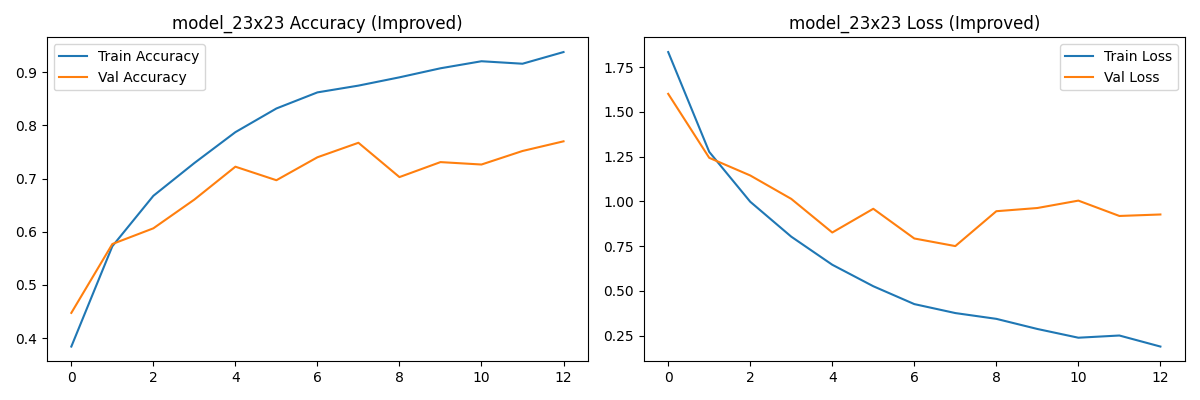 model_23x23 Accuracy (Improved)
Train Accuracy
Val Accuracy
0.9
0.8
0.7
0.6
0.5
0.4
0 2 4 6 8 10 12
model_23x23 Loss (Improved)
Train Loss
Val Loss
1.75
1.50
1.25
1.00
0.75
0.50
0.25
0 2 4 6 8 10 12